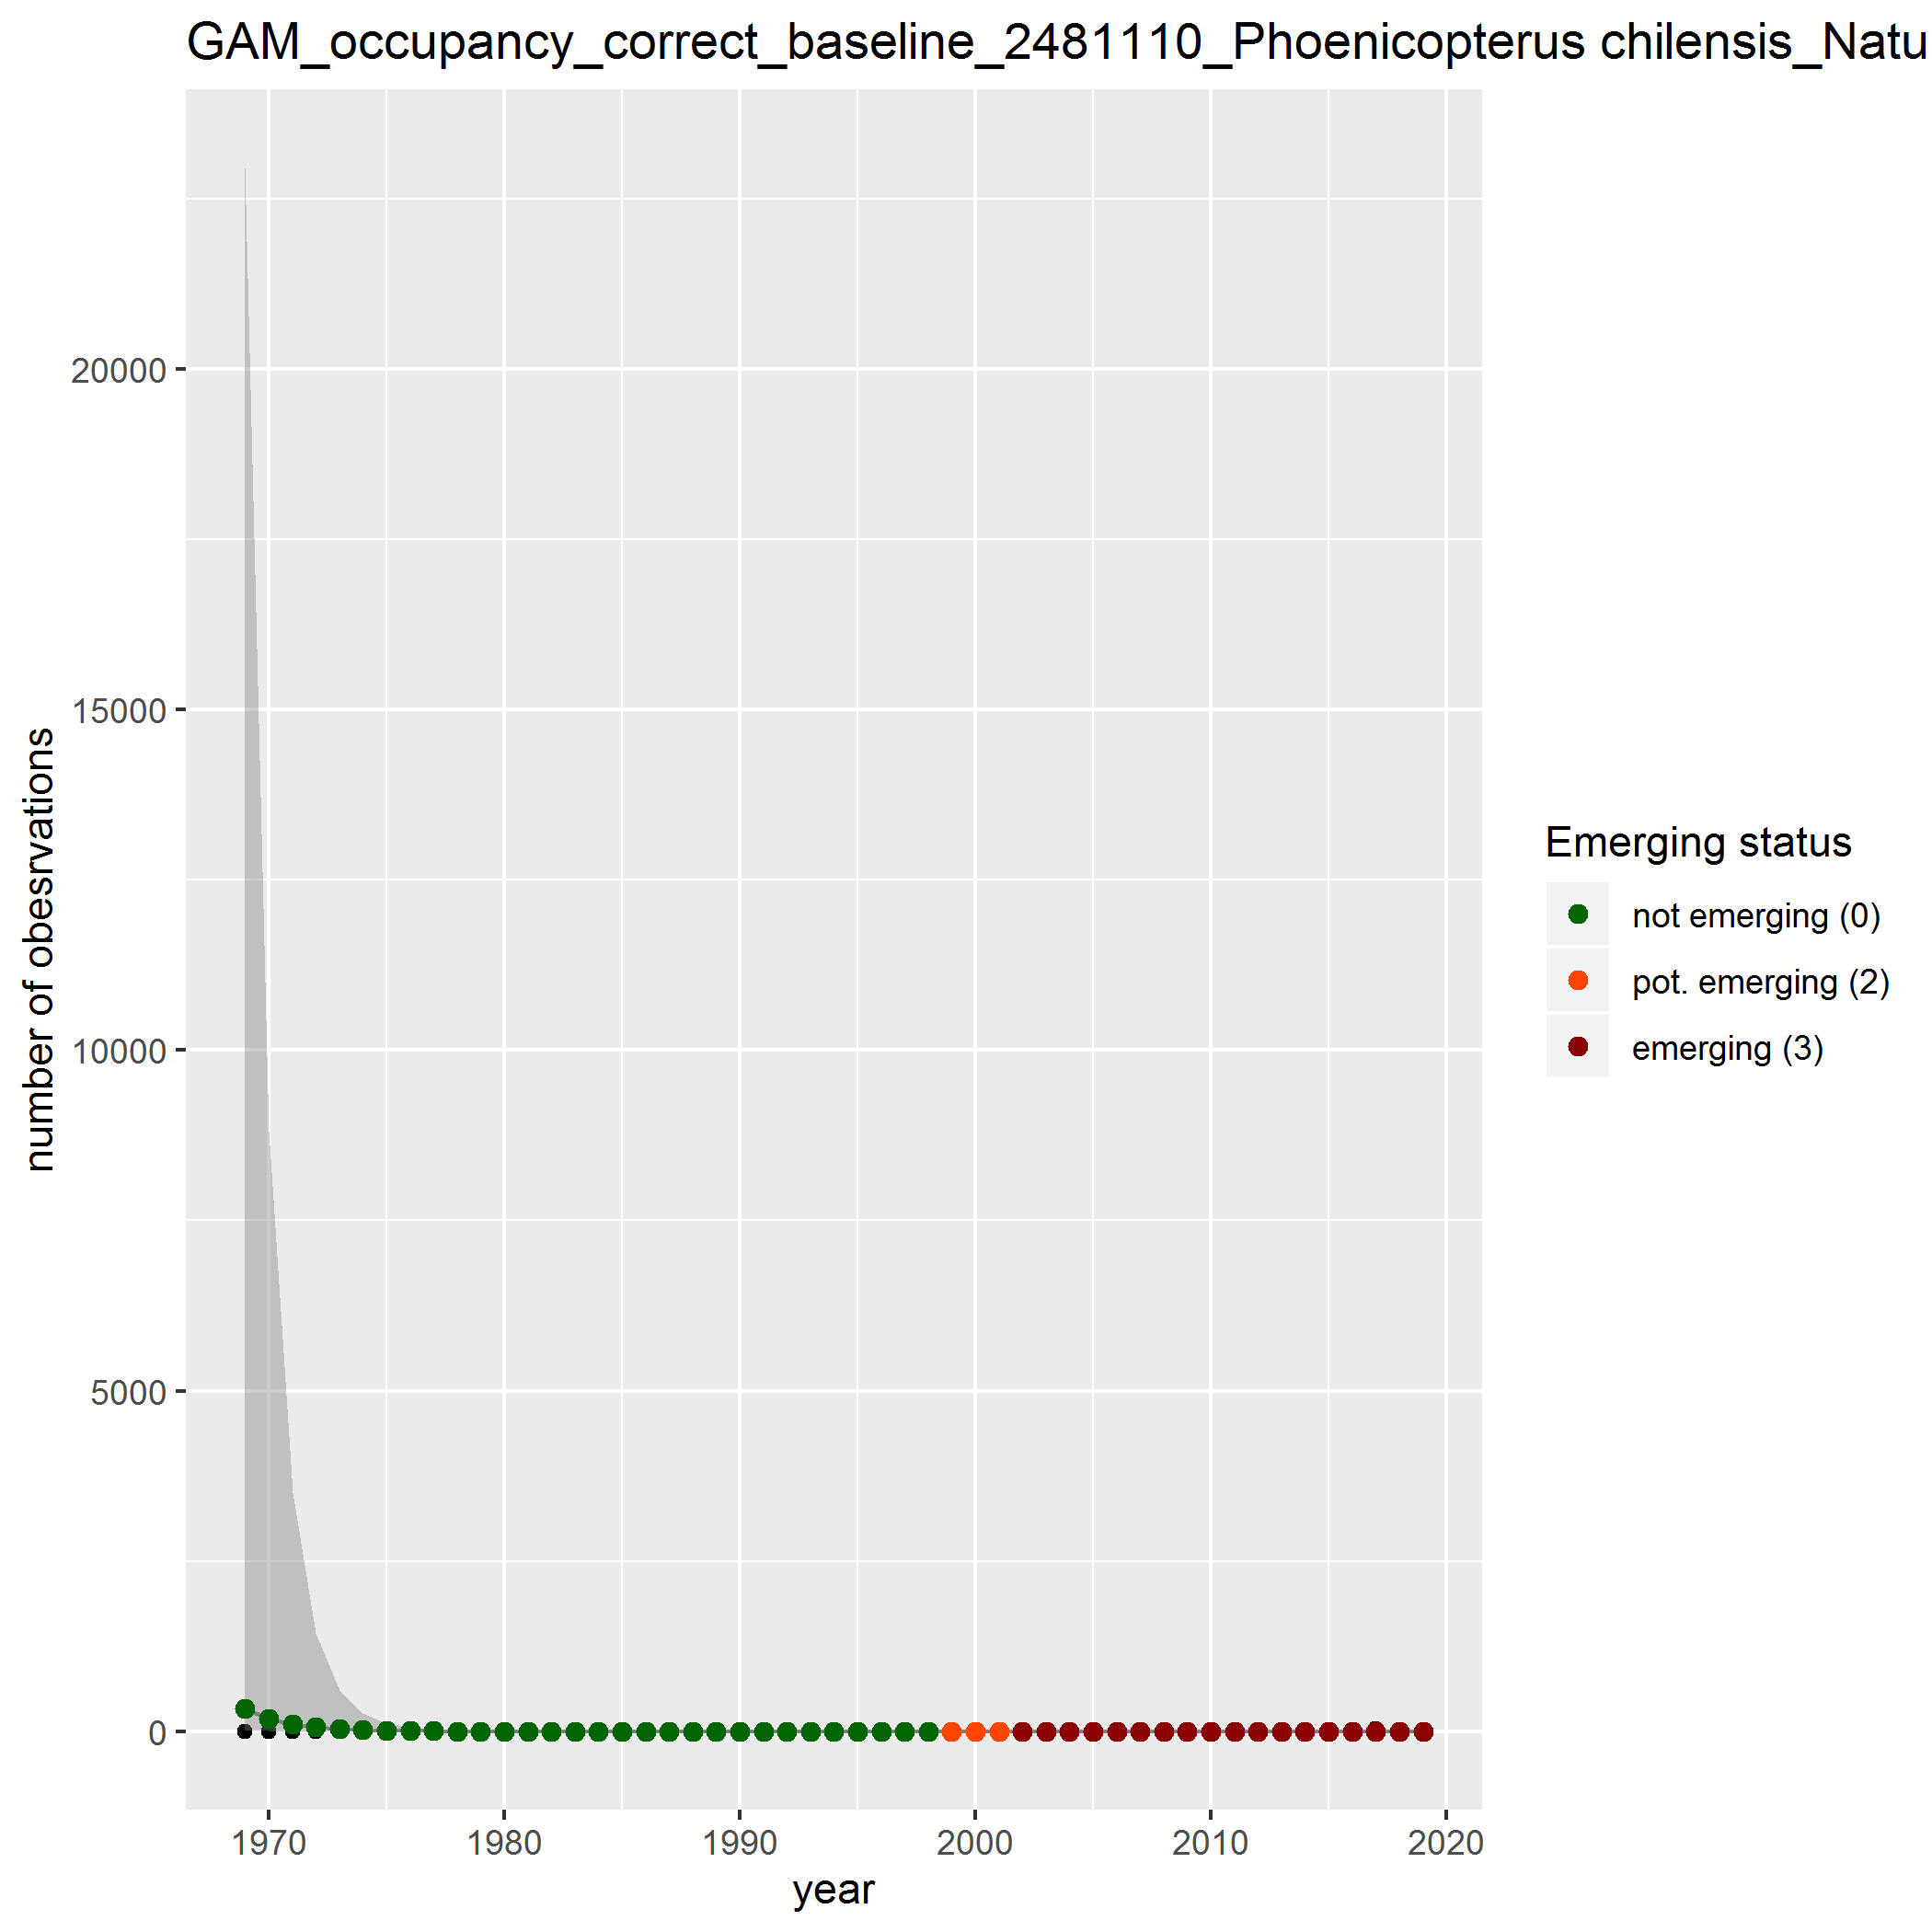 GAM_occupancy_correct_baseline_2481110_Phoenicopterus chilensis_Natu
number of obesrvations
20000
15000
10000
5000
0
1970
1980
1990
2000
2010
2020
year
Emerging status
not emerging (0)
pot. emerging (2)
emerging (3)